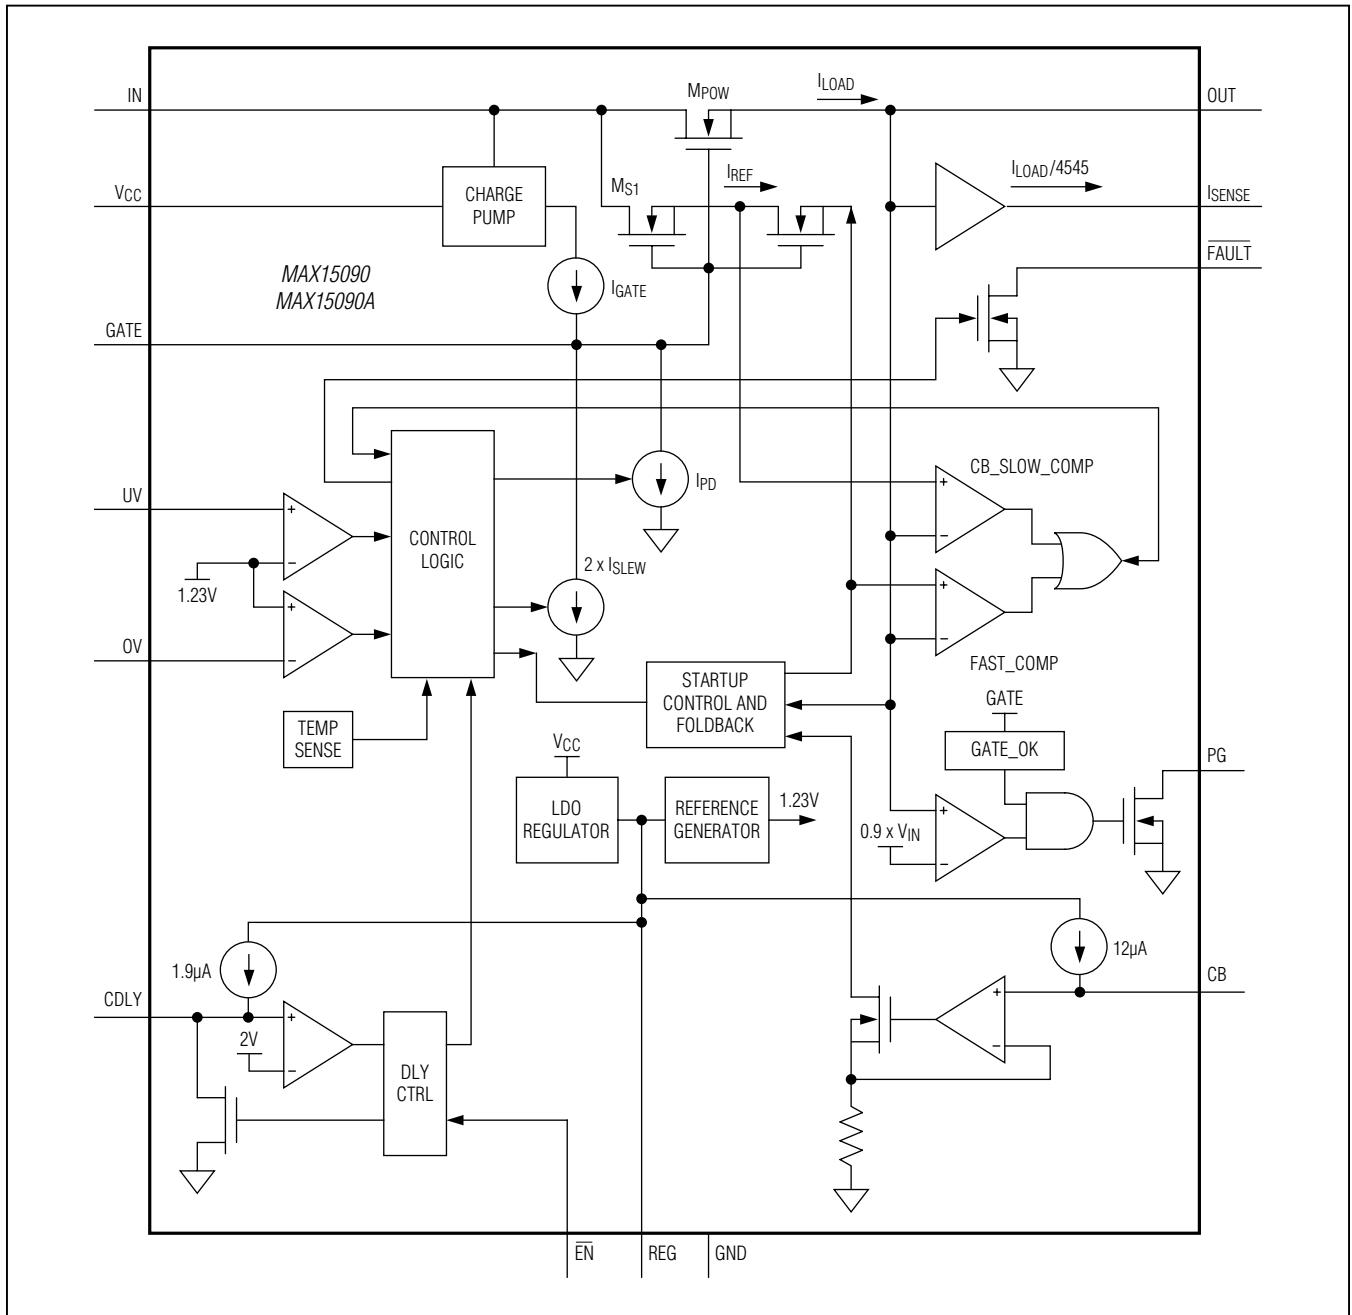 IN
MPOW
ILOAD
OUT
VCC
CHARGE
PUMP
MS1
IREF
ILOAD/4545
ISENSE
FAULT
MAX15090
MAX15090A
IGATE
GATE
UV
+
−
1.23V
+
−
OV
CONTROL
LOGIC
IPD
2 x ISLEW
CB_SLOW_COMP
+
−
+
−
FAST_COMP
TEMP
SENSE
STARTUP
CONTROL AND
FOLDBACK
GATE
GATE_OK
PG
VCC
LDO
REGULATOR
REFERENCE
GENERATOR
1.23V
0.9 x VIN
+
−
1.9µA
12µA
CDLY
CB
+
−
2V
+
−
DLY
CTRL
EN
REG
GND